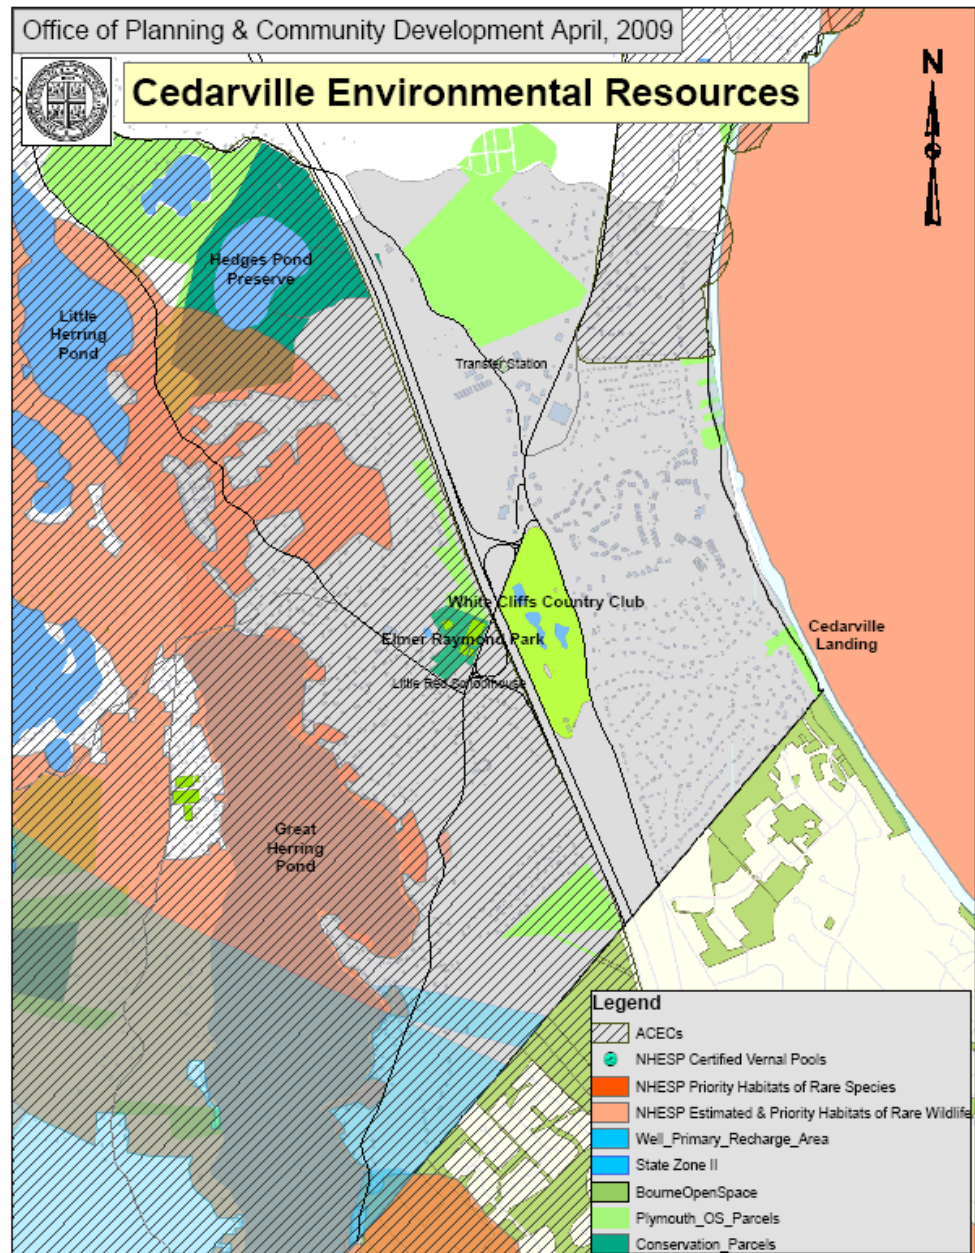 Office of Planning & Community Development April, 2009
Cedarville Environmental Resources
N
Hedges Pond
Preserve
Little
Herring
Pond
Transfer Station
White Cliffs Country Club
Elmer Raymond Park
Little Red Schoolhouse
Cedarville
Landing
Great
Herring
Pond
Legend
ACECs
NHESP Certified Vernal Pools
NHESP Priority Habitats of Rare Species
NHESP Estimated & Priority Habitats of Rare Wildlife
Well_Primary_Recharge_Area
State Zone II
BourneOpenSpace
Plymouth_OS_Parcels
Conservation_Parcels